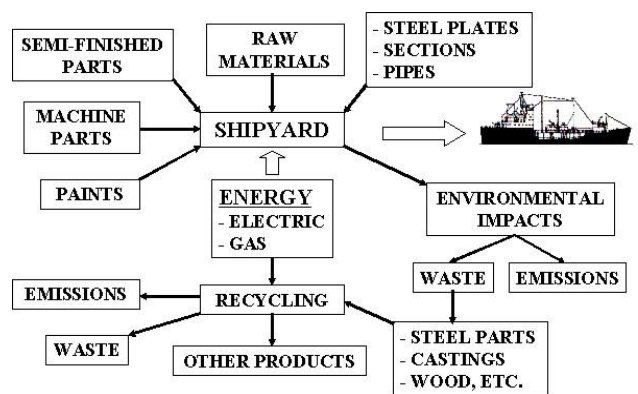 SEMI-FINISHED
PARTS
RAW
MATERIALS
- STEEL PLATES
- SECTIONS
- PIPES
MACHINE
PARTS
SHIPYARD
PAINTS
ENERGY
- ELECTRIC
- GAS
ENVIRONMENTAL
IMPACTS
WASTE
EMISSIONS
EMISSIONS
RECYCLING
WASTE
OTHER PRODUCTS
- STEEL PARTS
- CASTINGS
- WOOD, ETC.